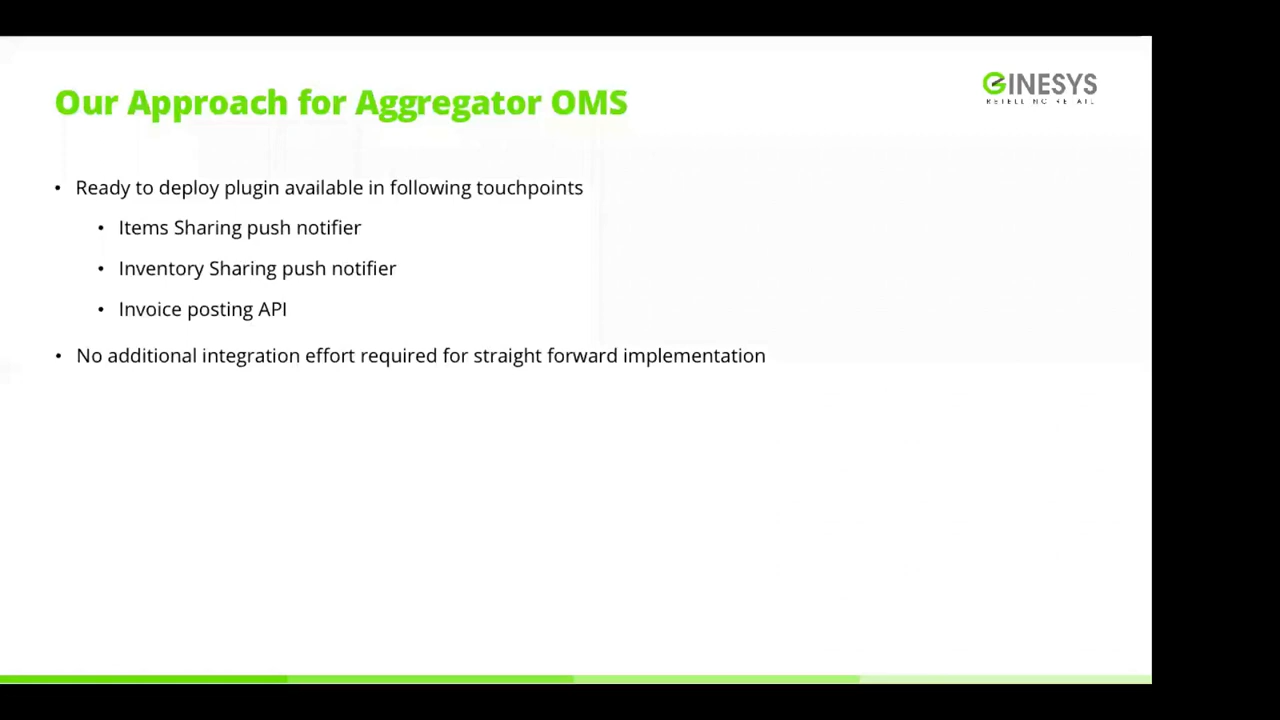 Our Approach for Aggregator OMS
GINESYS
• Ready to deploy plugin available in following touchpoints
• Items Sharing push notifier
• Inventory Sharing push notifier
• Invoice posting API
• No additional integration effort required for straight forward implementation